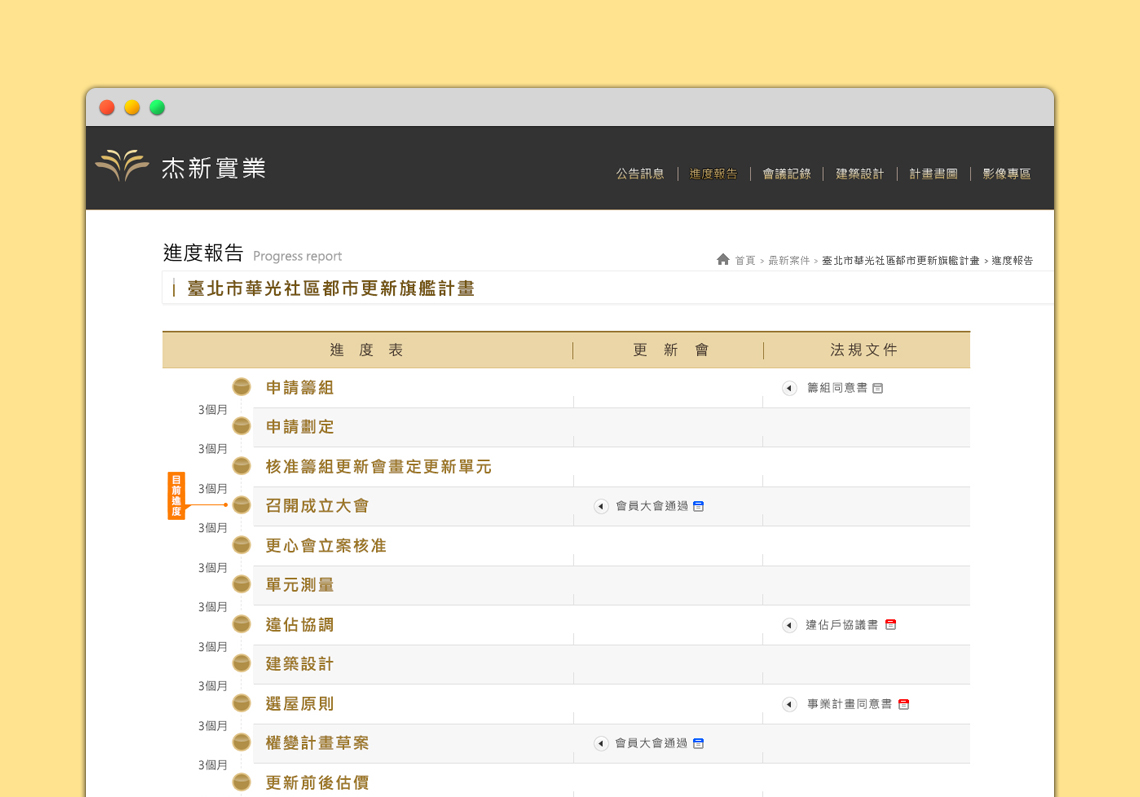 杰新實業
公告訊息 | 進度報告 | 會議記錄 | 建築設計 | 計畫書圖 | 影像專區
進度報告 Progress report
首頁 > 最新案件 > 臺北市華光社區都市更新旗艦計畫 > 進度報告
臺北市華光社區都市更新旗艦計畫
進度表 更新會 法規文件
申請籌組 籌組同意書
3個月
申請劃定
3個月
核准籌組更新會畫定更新單元
3個月
目前進度
召開成立大會 會員大會通過
3個月
更心會立案核准
3個月
單元測量
3個月
違佔協調 違佔戶協議書
3個月
建築設計
3個月
選屋原則 事業計畫同意書
3個月
權變計畫草案 會員大會通過
3個月
更新前後估價